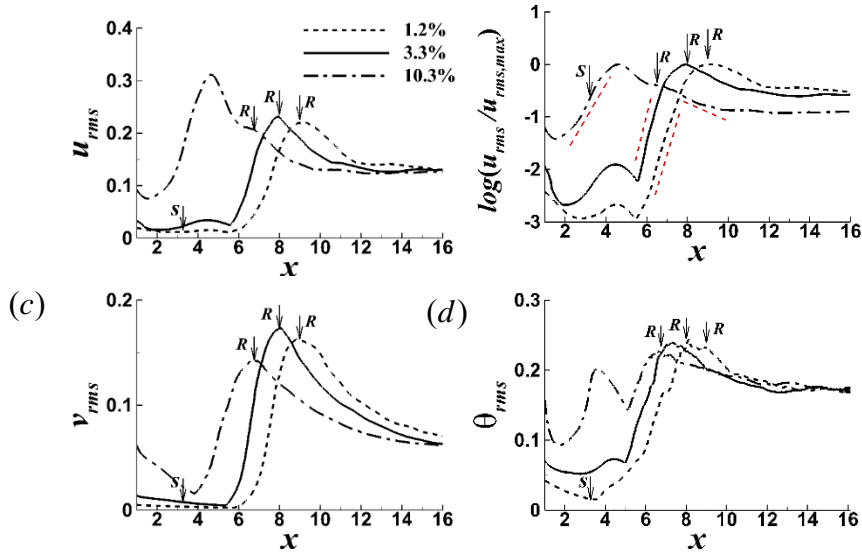 0.4
0.3
0.2
0.1
0
u_rms
1.2%
3.3%
10.3%
R R R
S
2 4 6 8 10 12 14 16
x
1
0
-1
-2
-3
log(u_rms/u_rms,max)
S R R R
2 4 6 8 10 12 14 16
x
(c)
0.2
0.1
0
v_rms
R R R
S
2 4 6 8 10 12 14 16
x
(d)
0.3
0.2
0.1
0
θ_rms
R R R
S
2 4 6 8 10 12 14 16
x